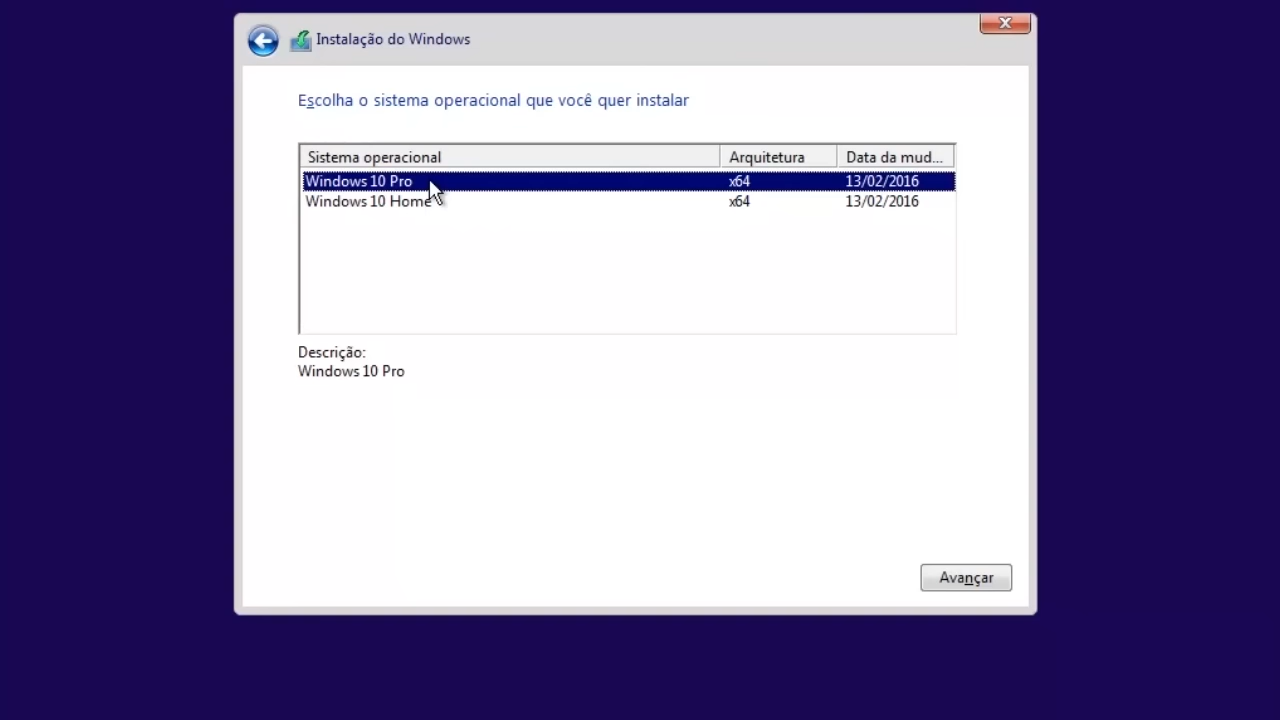 Instalação do Windows
Escolha o sistema operacional que você quer instalar
Sistema operacional Arquitetura Data da mud...
Windows 10 Pro x64 13/02/2016
Windows 10 Home x64 13/02/2016
Descrição:
Windows 10 Pro
Avançar